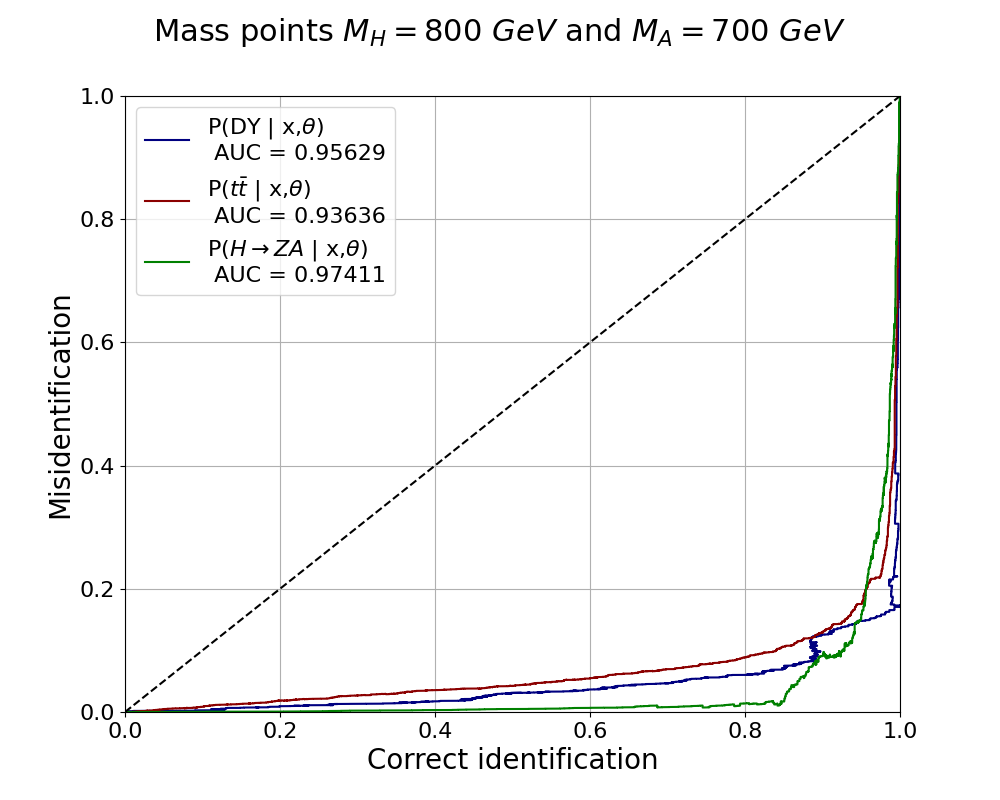 Mass points M_H = 800 GeV and M_A = 700 GeV
P(DY | x,θ)
AUC = 0.95629
P(tt̄ | x,θ)
AUC = 0.93636
P(H → ZA | x,θ)
AUC = 0.97411
Misidentification
1.0
0.8
0.6
0.4
0.2
0.0
0.0 0.2 0.4 0.6 0.8 1.0
Correct identification